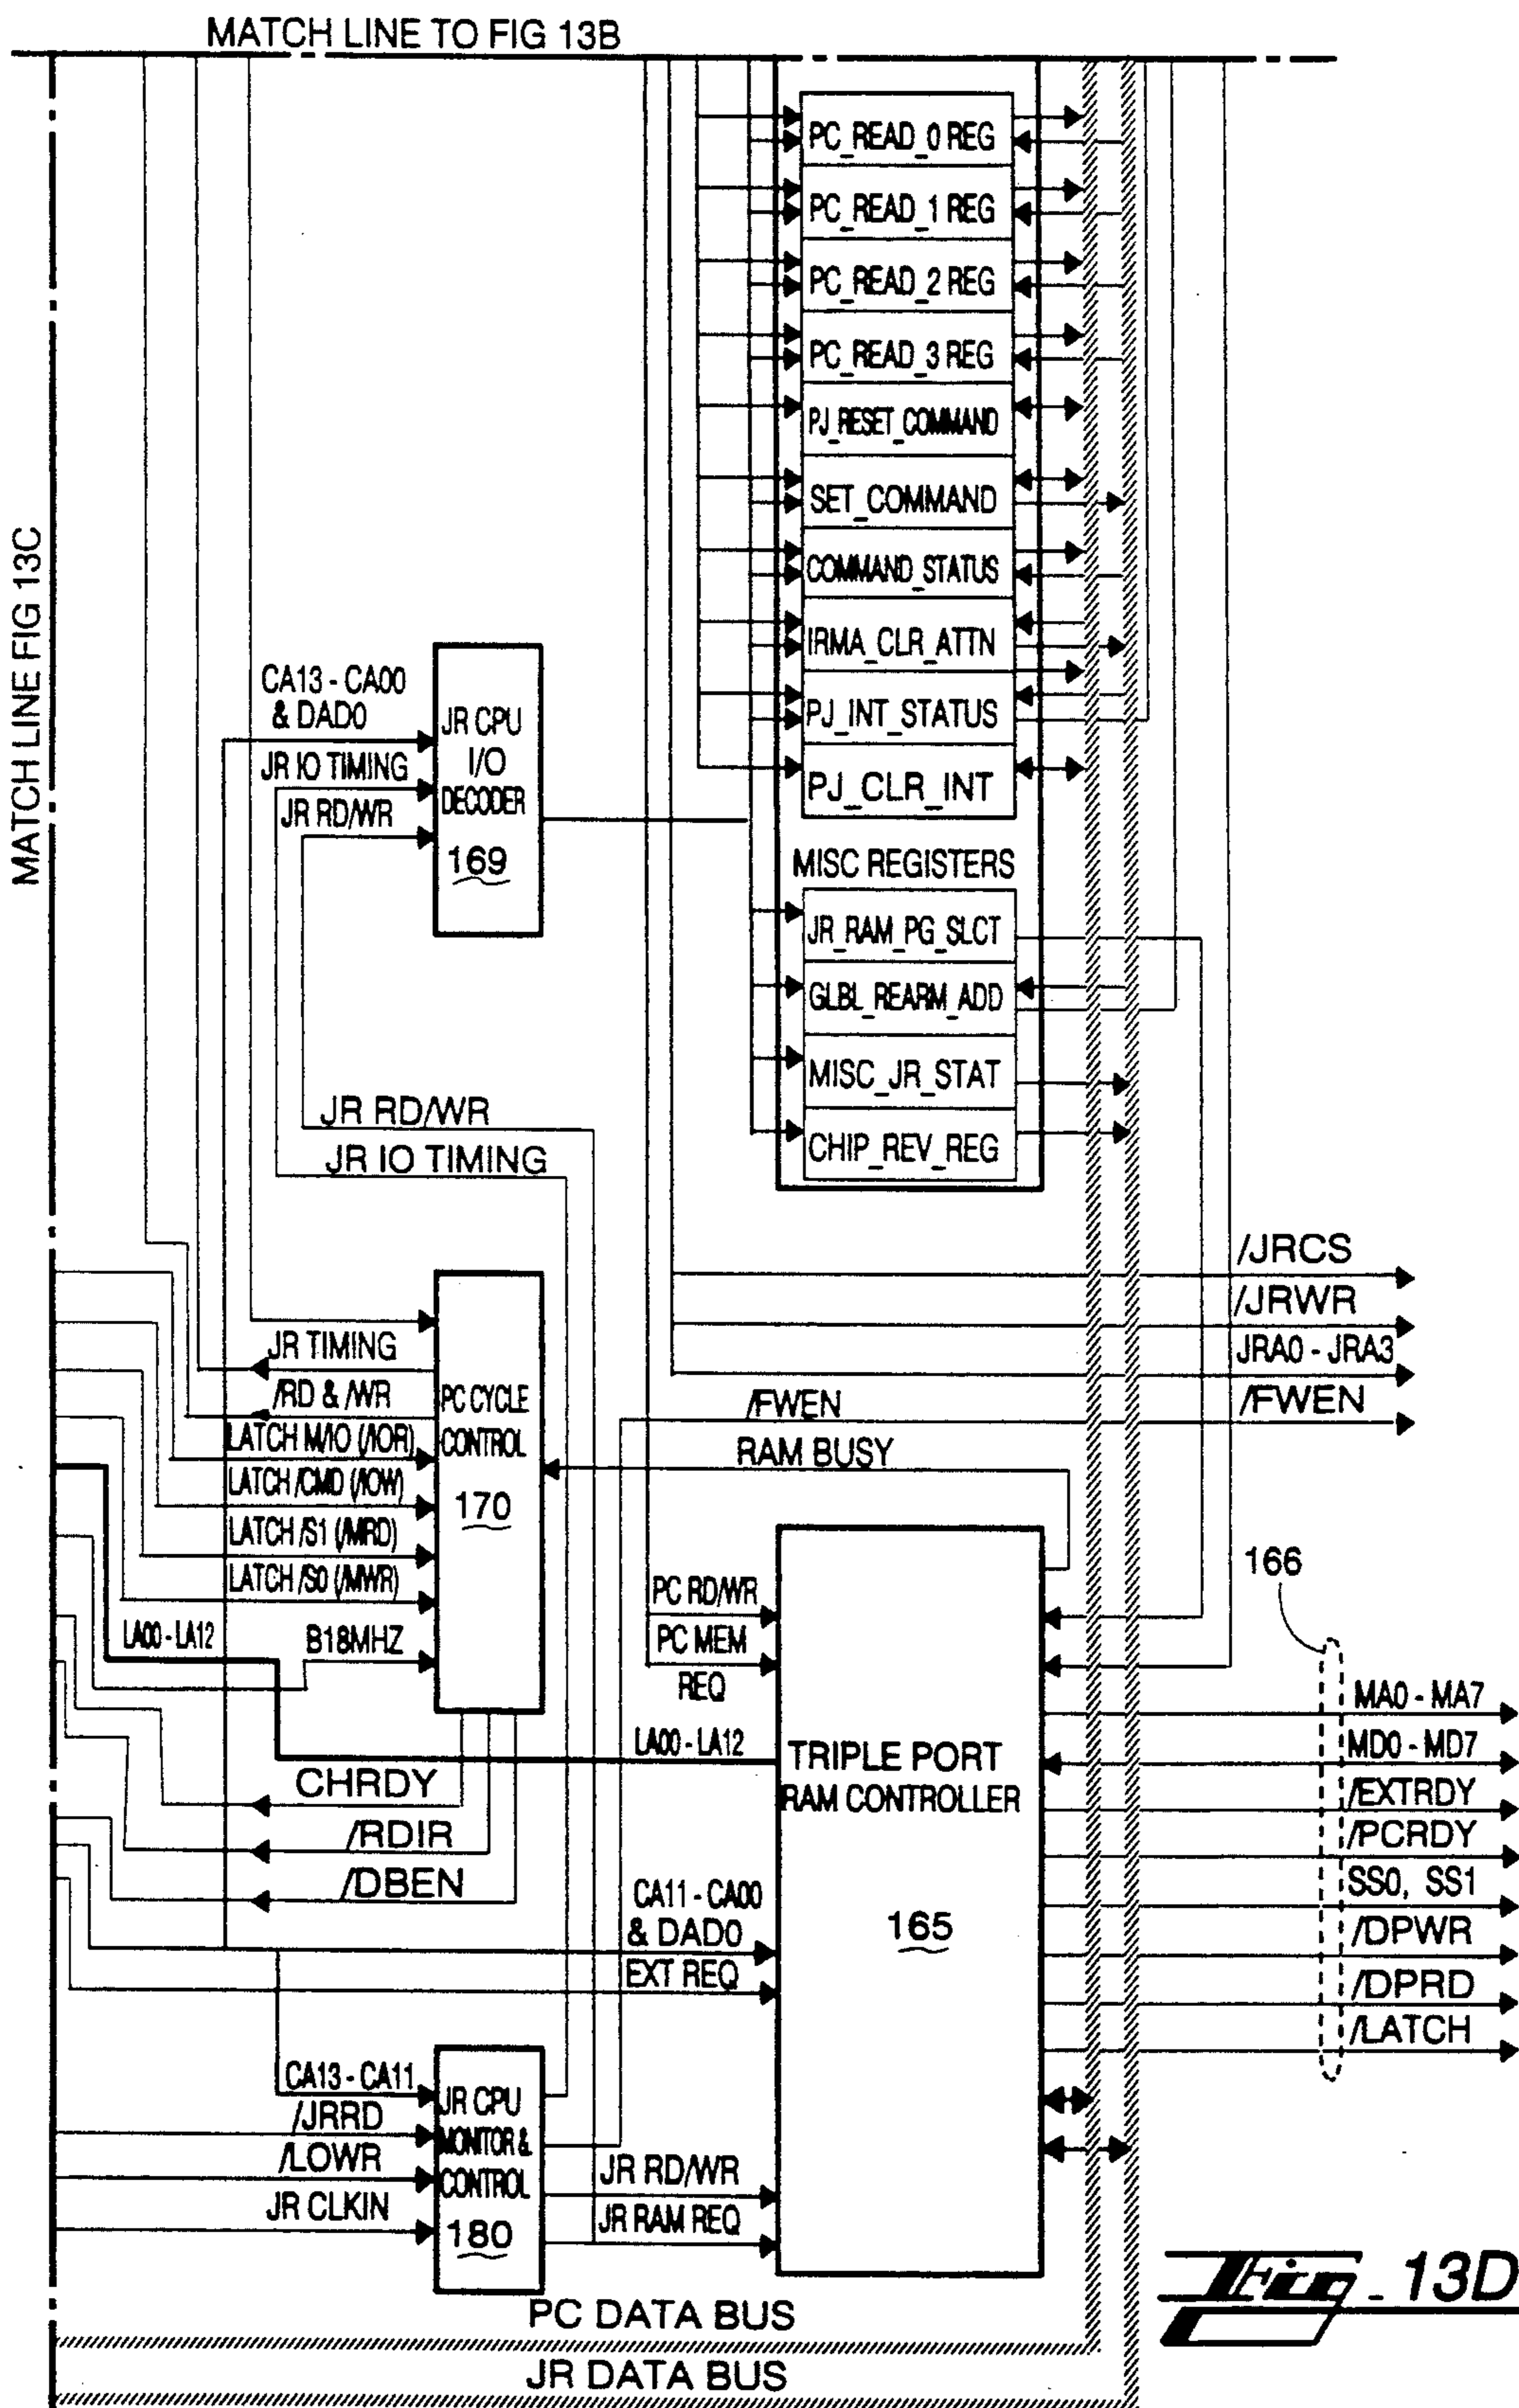 MATCH LINE TO FIG 13B
MATCH LINE FIG 13C
PC_READ_0 REG
PC_READ_1 REG
PC_READ_2 REG
PC_READ_3 REG
PJ_RESET_COMMAND
SET_COMMAND
COMMAND_STATUS
IRMA_CLR_ATTN
PJ_INT_STATUS
PJ_CLR_INT
MISC REGISTERS
JR_RAM_PG_SLCT
GLBL_REARM_ADD
MISC_JR_STAT
CHIP_REV_REG
CA13 - CA00
& DAD0
JR IO TIMING
JR RD/WR
JR CPU
I/O
DECODER
169
JR RD/WR
JR IO TIMING
/JRCS
/JRWR
JRA0 - JRA3
/FWEN
/FWEN
RAM BUSY
JR TIMING
/RD & /WR
LATCH M/IO (/IOR)
LATCH /CMD (/IOW)
LATCH /S1 (/MRD)
LATCH /S0 (/MWR)
LA00 - LA12
B18MHZ
PC CYCLE
CONTROL
170
CHRDY
/RDIR
/DBEN
PC RD/WR
PC MEM
REQ
LA00 - LA12
CA11 - CA00
& DAD0
EXT REQ
TRIPLE PORT
RAM CONTROLLER
165
166
MA0 - MA7
MD0 - MD7
/EXTRDY
/PCRDY
SS0, SS1
/DPWR
/DPRD
/LATCH
CA13 - CA11
/JRRD
/LOWR
JR CLKIN
JR CPU
MONITOR &
CONTROL
180
JR RD/WR
JR RAM REQ
PC DATA BUS
JR DATA BUS
Fig_13D